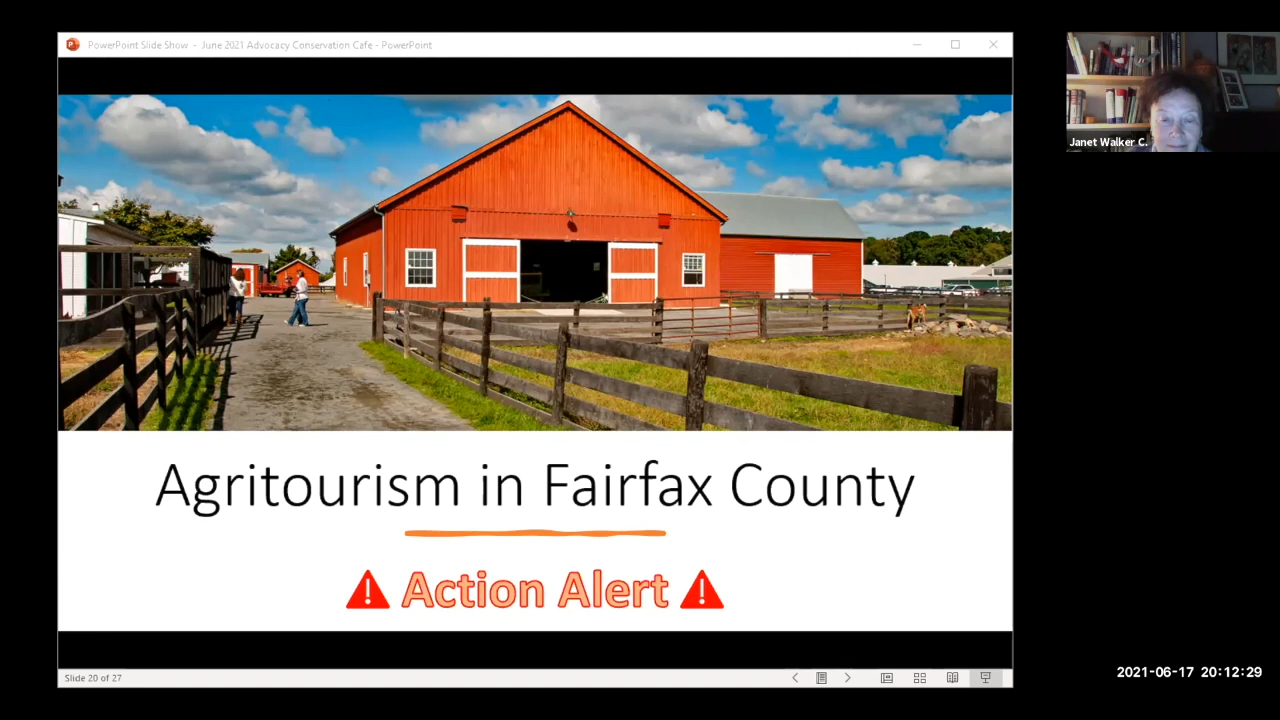 PowerPoint Slide Show - June 2021 Advocacy Conservation Cafe - PowerPoint
Janet Walker C.
Agritourism in Fairfax County
! Action Alert !
Slide 20 of 27
2021-06-17 20:12:29